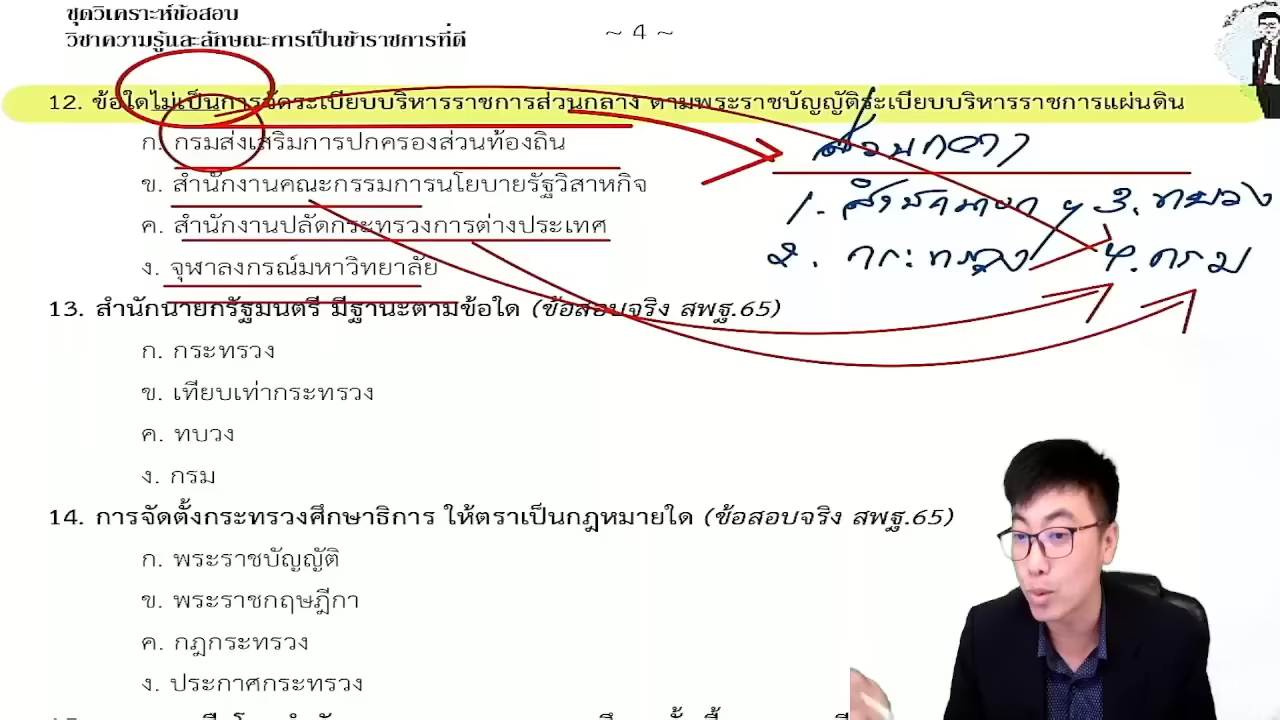 ชุดวิเคราะห์ข้อสอบ
วิชาความรู้และลักษณะการเป็นข้าราชการที่ดี
~ 4 ~
12. ข้อใดไม่เป็นการจัดระเบียบบริหารราชการส่วนกลาง ตามพระราชบัญญัติระเบียบบริหารราชการแผ่นดิน
ก. กรมส่งเสริมการปกครองส่วนท้องถิ่น
ข. สำนักงานคณะกรรมการนโยบายรัฐวิสาหกิจ
ค. สำนักงานปลัดกระทรวงการต่างประเทศ
ง. จุฬาลงกรณ์มหาวิทยาลัย
ส่วนกลาง
1. สำนักนายกฯ 3. ทบวง
2. กระทรวง 4. กรม
13. สำนักนายกรัฐมนตรี มีฐานะตามข้อใด (ข้อสอบจริง สพฐ.65)
ก. กระทรวง
ข. เทียบเท่ากระทรวง
ค. ทบวง
ง. กรม
14. การจัดตั้งกระทรวงศึกษาธิการ ให้ตราเป็นกฎหมายใด (ข้อสอบจริง สพฐ.65)
ก. พระราชบัญญัติ
ข. พระราชกฤษฎีกา
ค. กฎกระทรวง
ง. ประกาศกระทรวง